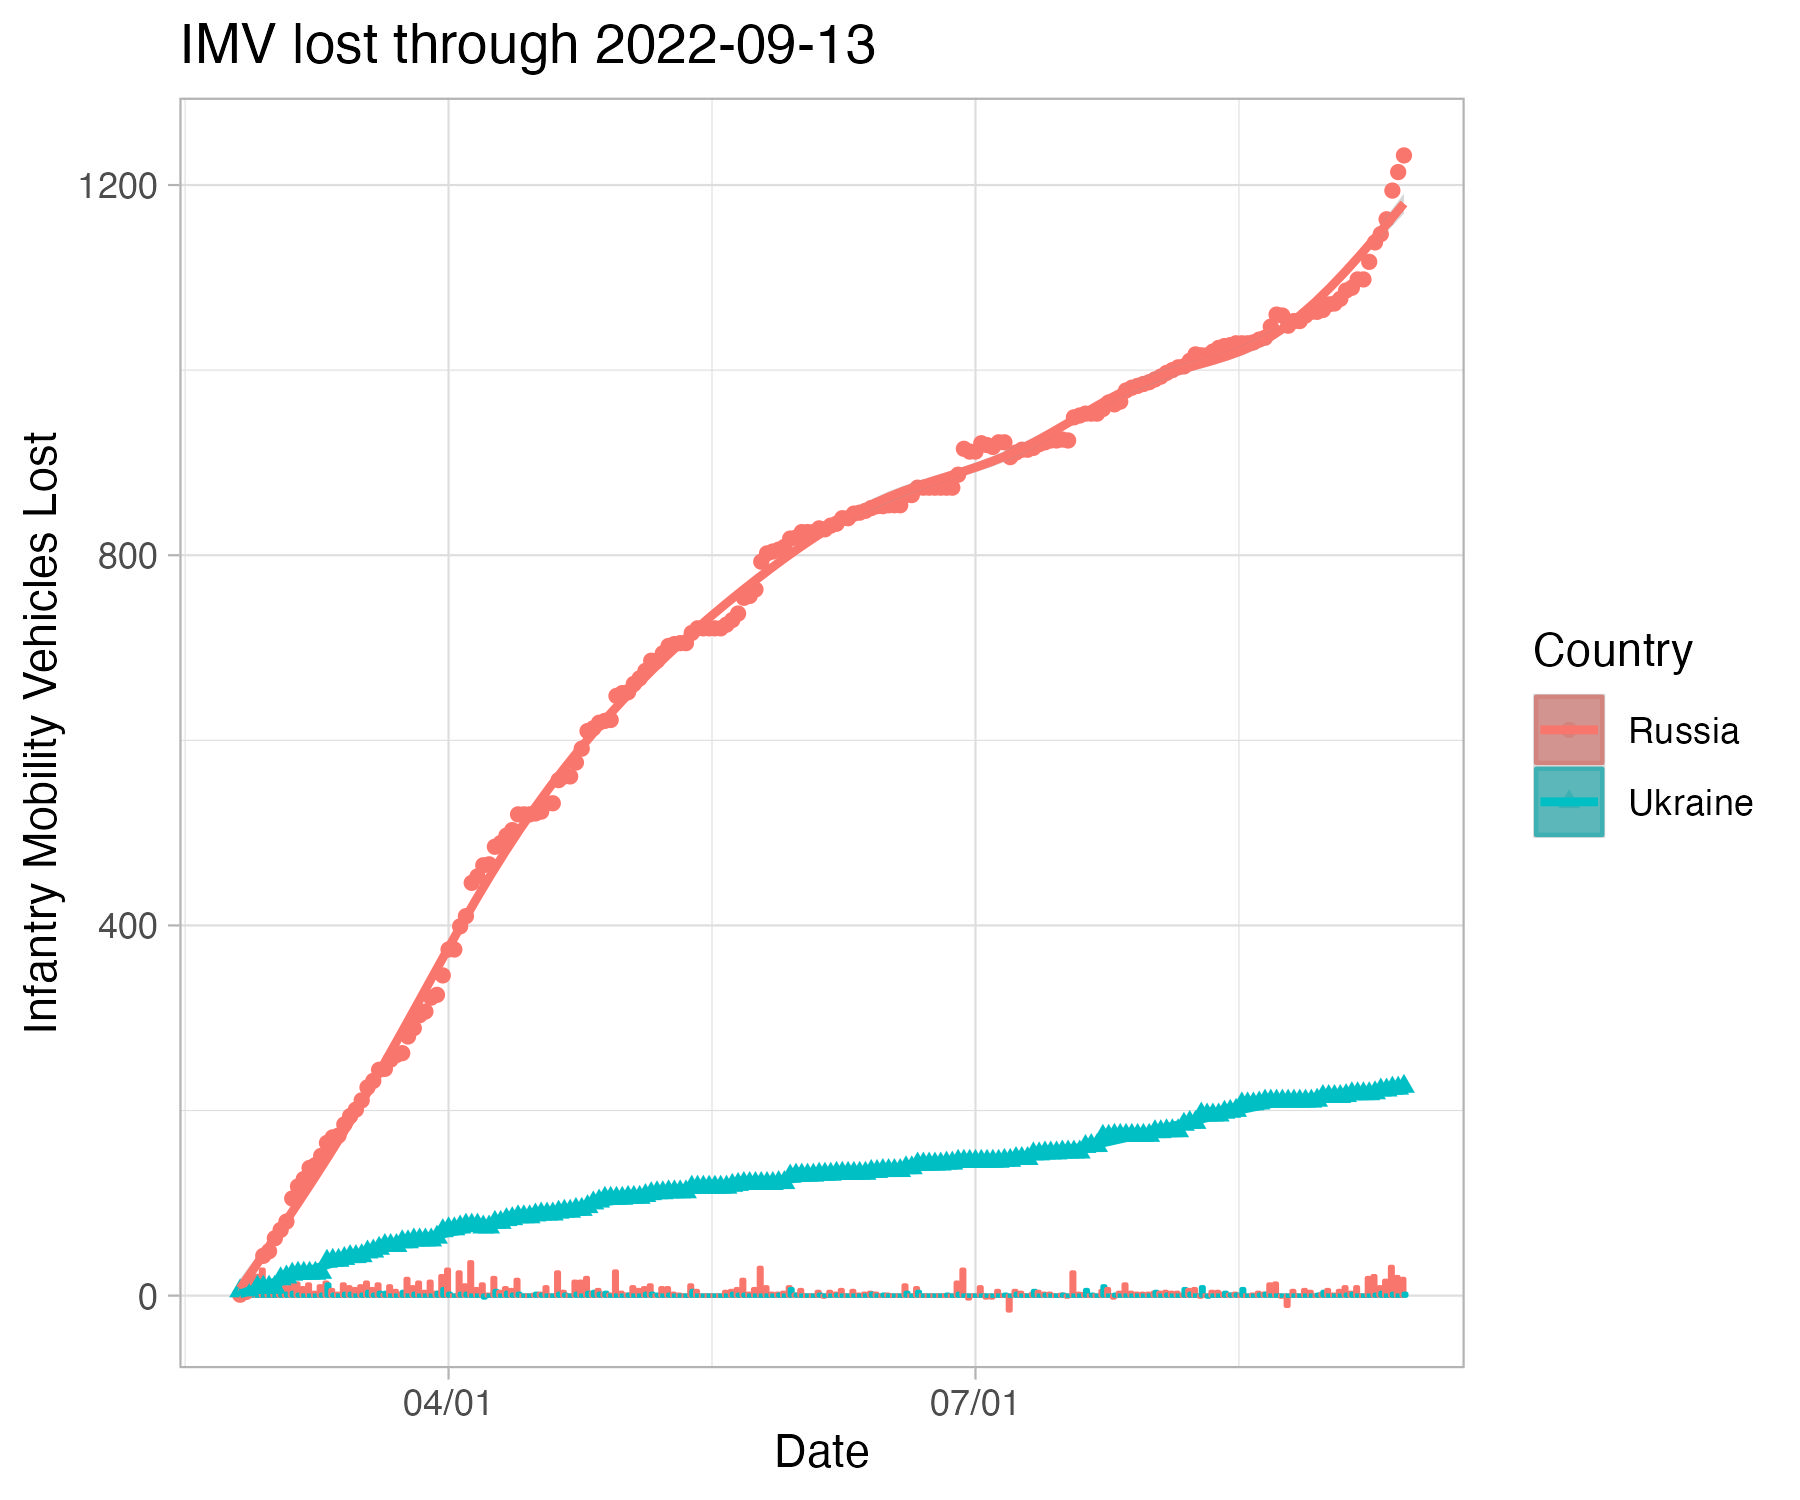 IMV lost through 2022-09-13
Infantry Mobility Vehicles Lost
1200
800
400
0
04/01
07/01
Date
Country
Russia
Ukraine